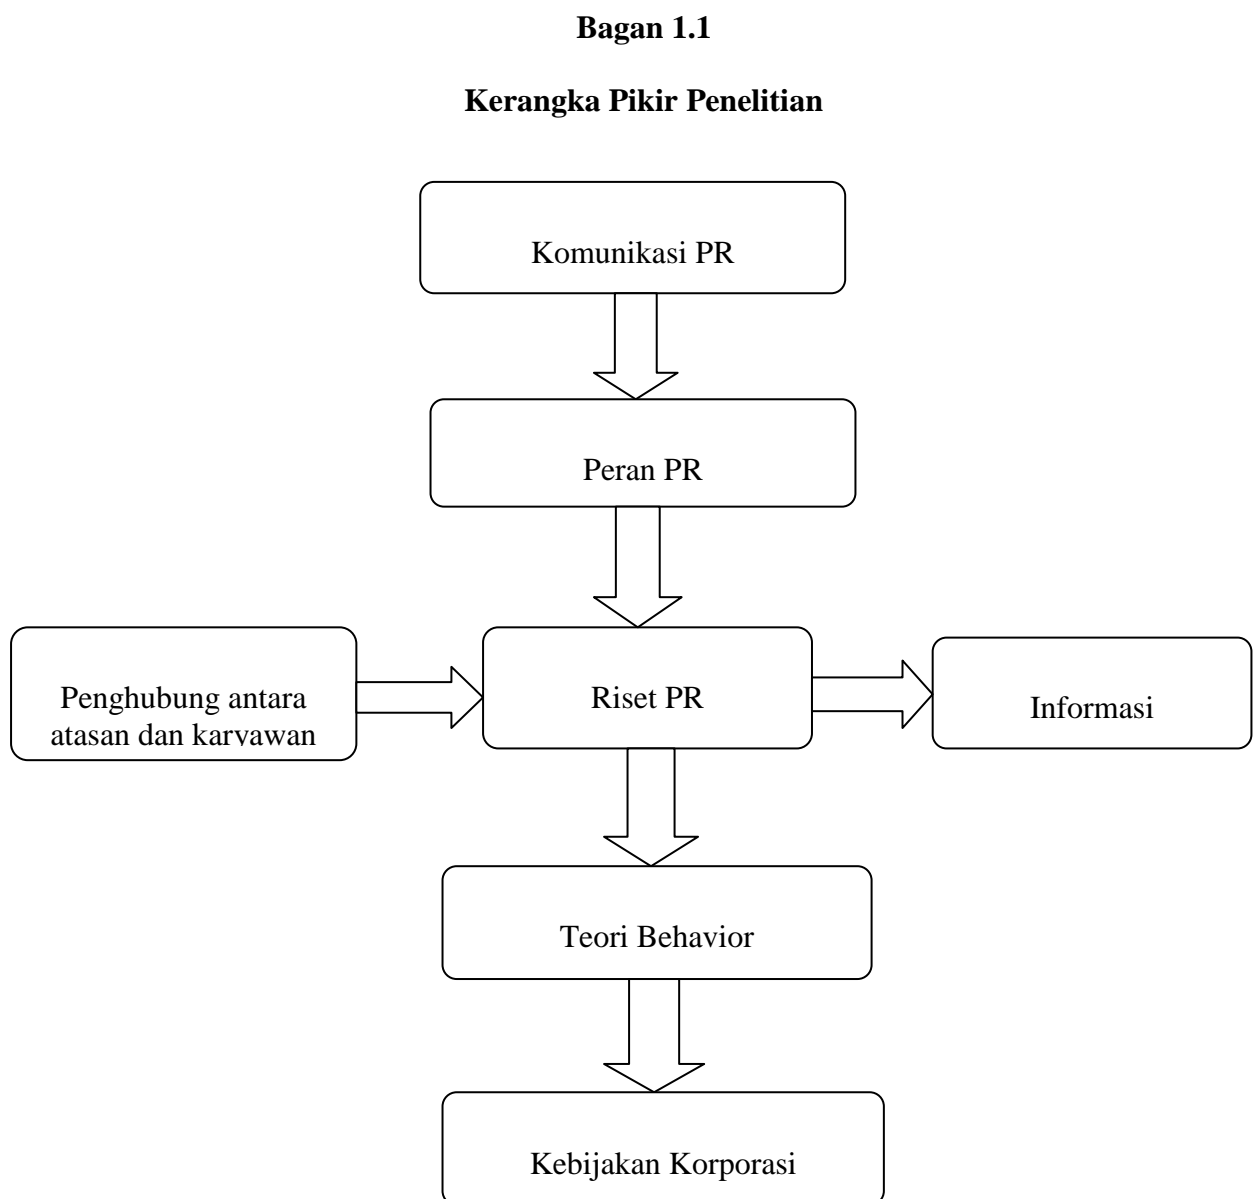 Bagan 1.1
Kerangka Pikir Penelitian
Komunikasi PR
Peran PR
Penghubung antara
atasan dan karyawan
Riset PR
Informasi
Teori Behavior
Kebijakan Korporasi